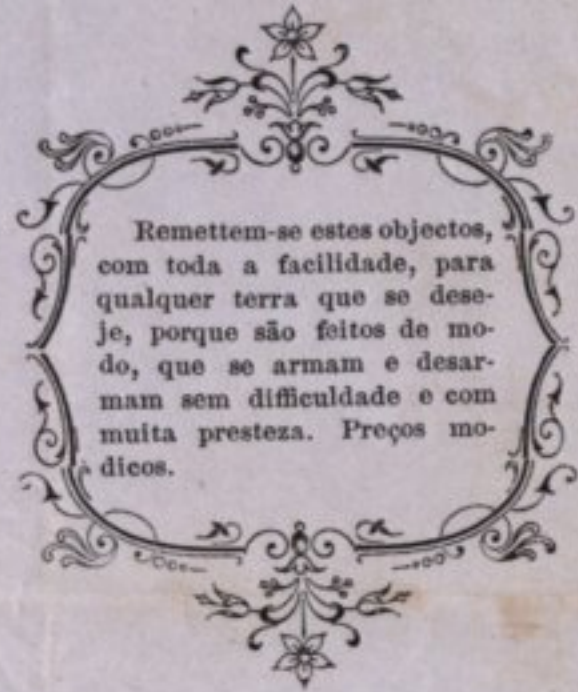 Remettem-se estes objectos,
com toda a facilidade, para
qualquer terra que se dese-
je, porque são feitos de mo-
do, que se armam e desar-
mam sem difficuldade e com
muita presteza. Preços mo-
dicos.